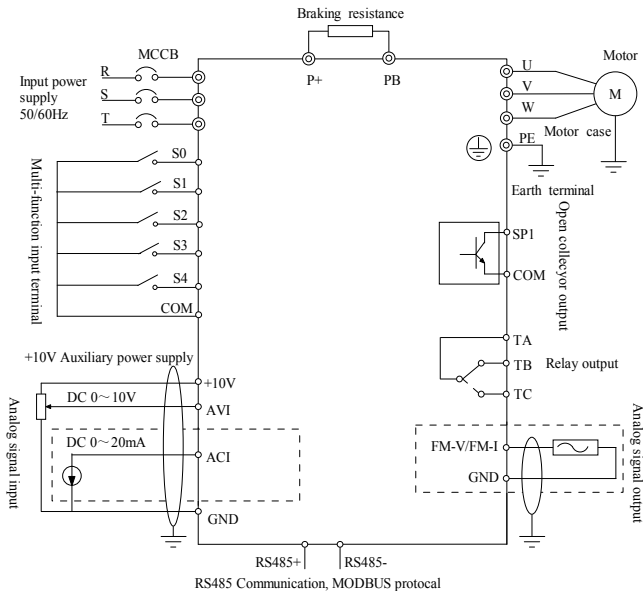 Braking resistance
MCCB
P+
PB
Input power
supply
50/60Hz
R
S
T
U
V
W
PE
Motor
M
Motor case
Earth terminal
Multi-function input terminal
S0
S1
S2
S3
S4
COM
SP1
COM
Open collecyor output
TA
TB
TC
Relay output
+10V Auxiliary power supply
+10V
DC 0～10V
AVI
DC 0～20mA
ACI
GND
Analog signal input
FM-V/FM-I
GND
Analog signal output
RS485+
RS485-
RS485 Communication, MODBUS protocal